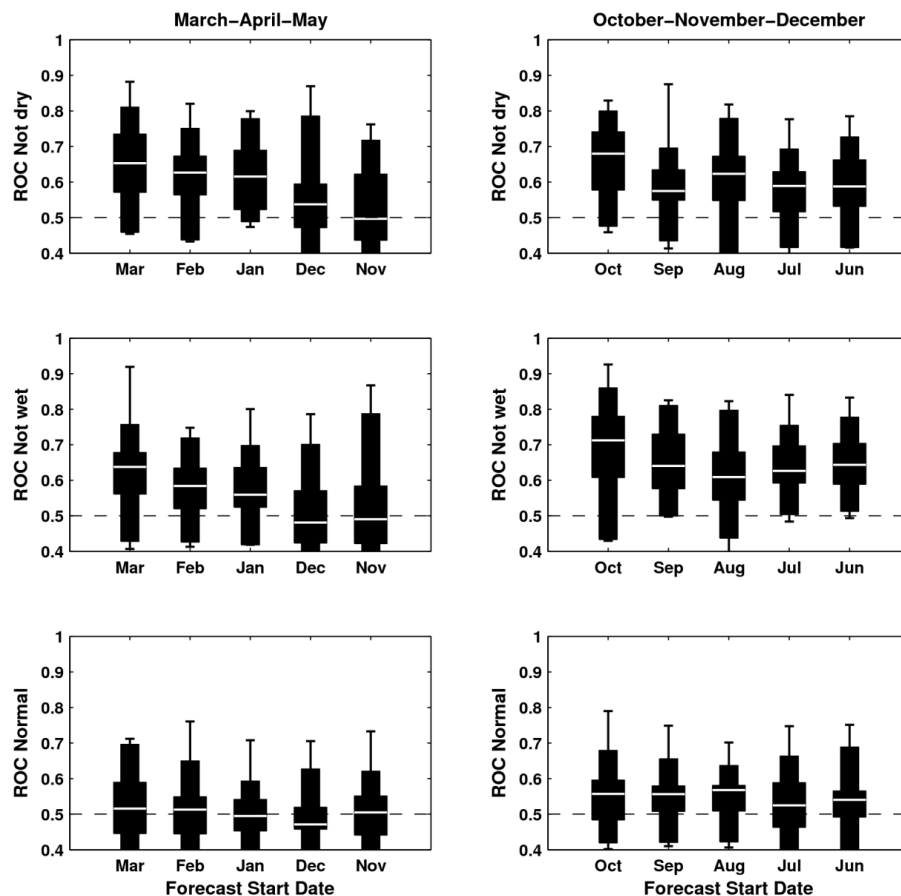 March−April−May
October−November−December
ROC Not dry
1
0.9
0.8
0.7
0.6
0.5
0.4
Mar Feb Jan Dec Nov
ROC Not dry
1
0.9
0.8
0.7
0.6
0.5
0.4
Oct Sep Aug Jul Jun
ROC Not wet
1
0.9
0.8
0.7
0.6
0.5
0.4
Mar Feb Jan Dec Nov
ROC Not wet
1
0.9
0.8
0.7
0.6
0.5
0.4
Oct Sep Aug Jul Jun
ROC Normal
1
0.9
0.8
0.7
0.6
0.5
0.4
Mar Feb Jan Dec Nov
Forecast Start Date
ROC Normal
1
0.9
0.8
0.7
0.6
0.5
0.4
Oct Sep Aug Jul Jun
Forecast Start Date